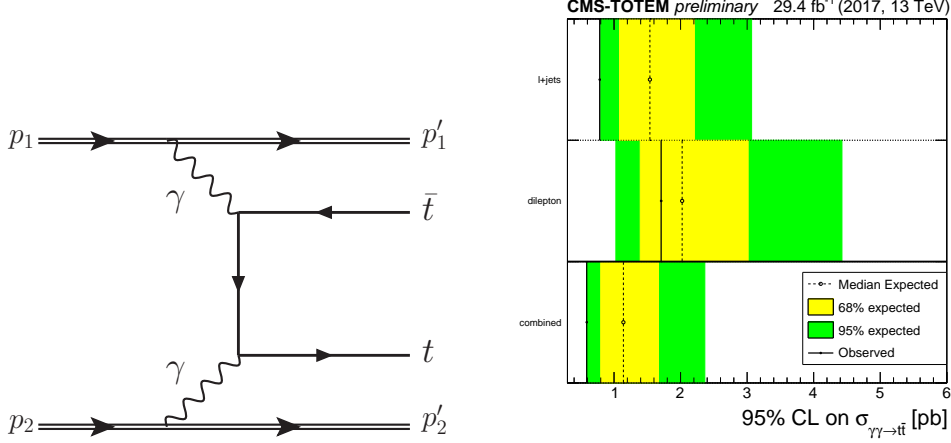 p₁
p′₁
γ
t̄
γ
t
p₂
p′₂
CMS-TOTEM preliminary 29.4 fb⁻¹ (2017, 13 TeV)
l+jets
dilepton
combined
Median Expected
68% expected
95% expected
Observed
1 2 3 4 5 6
95% CL on σγγ→tt̄ [pb]